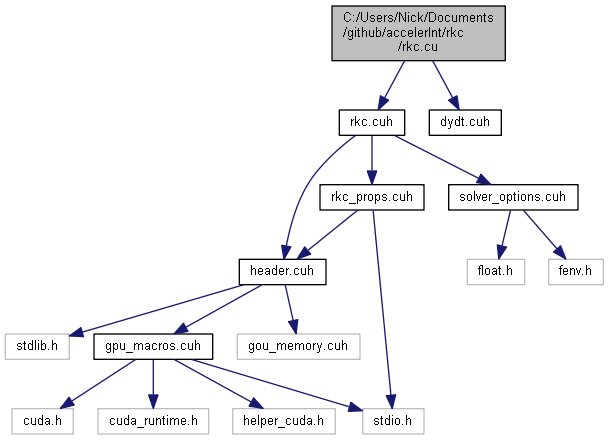 C:/Users/Nick/Documents
/github/accelerInt/rkc
/rkc.cu
rkc.cuh
dydt.cuh
rkc_props.cuh
solver_options.cuh
header.cuh
float.h
fenv.h
stdlib.h
gpu_macros.cuh
gou_memory.cuh
cuda.h
cuda_runtime.h
helper_cuda.h
stdio.h